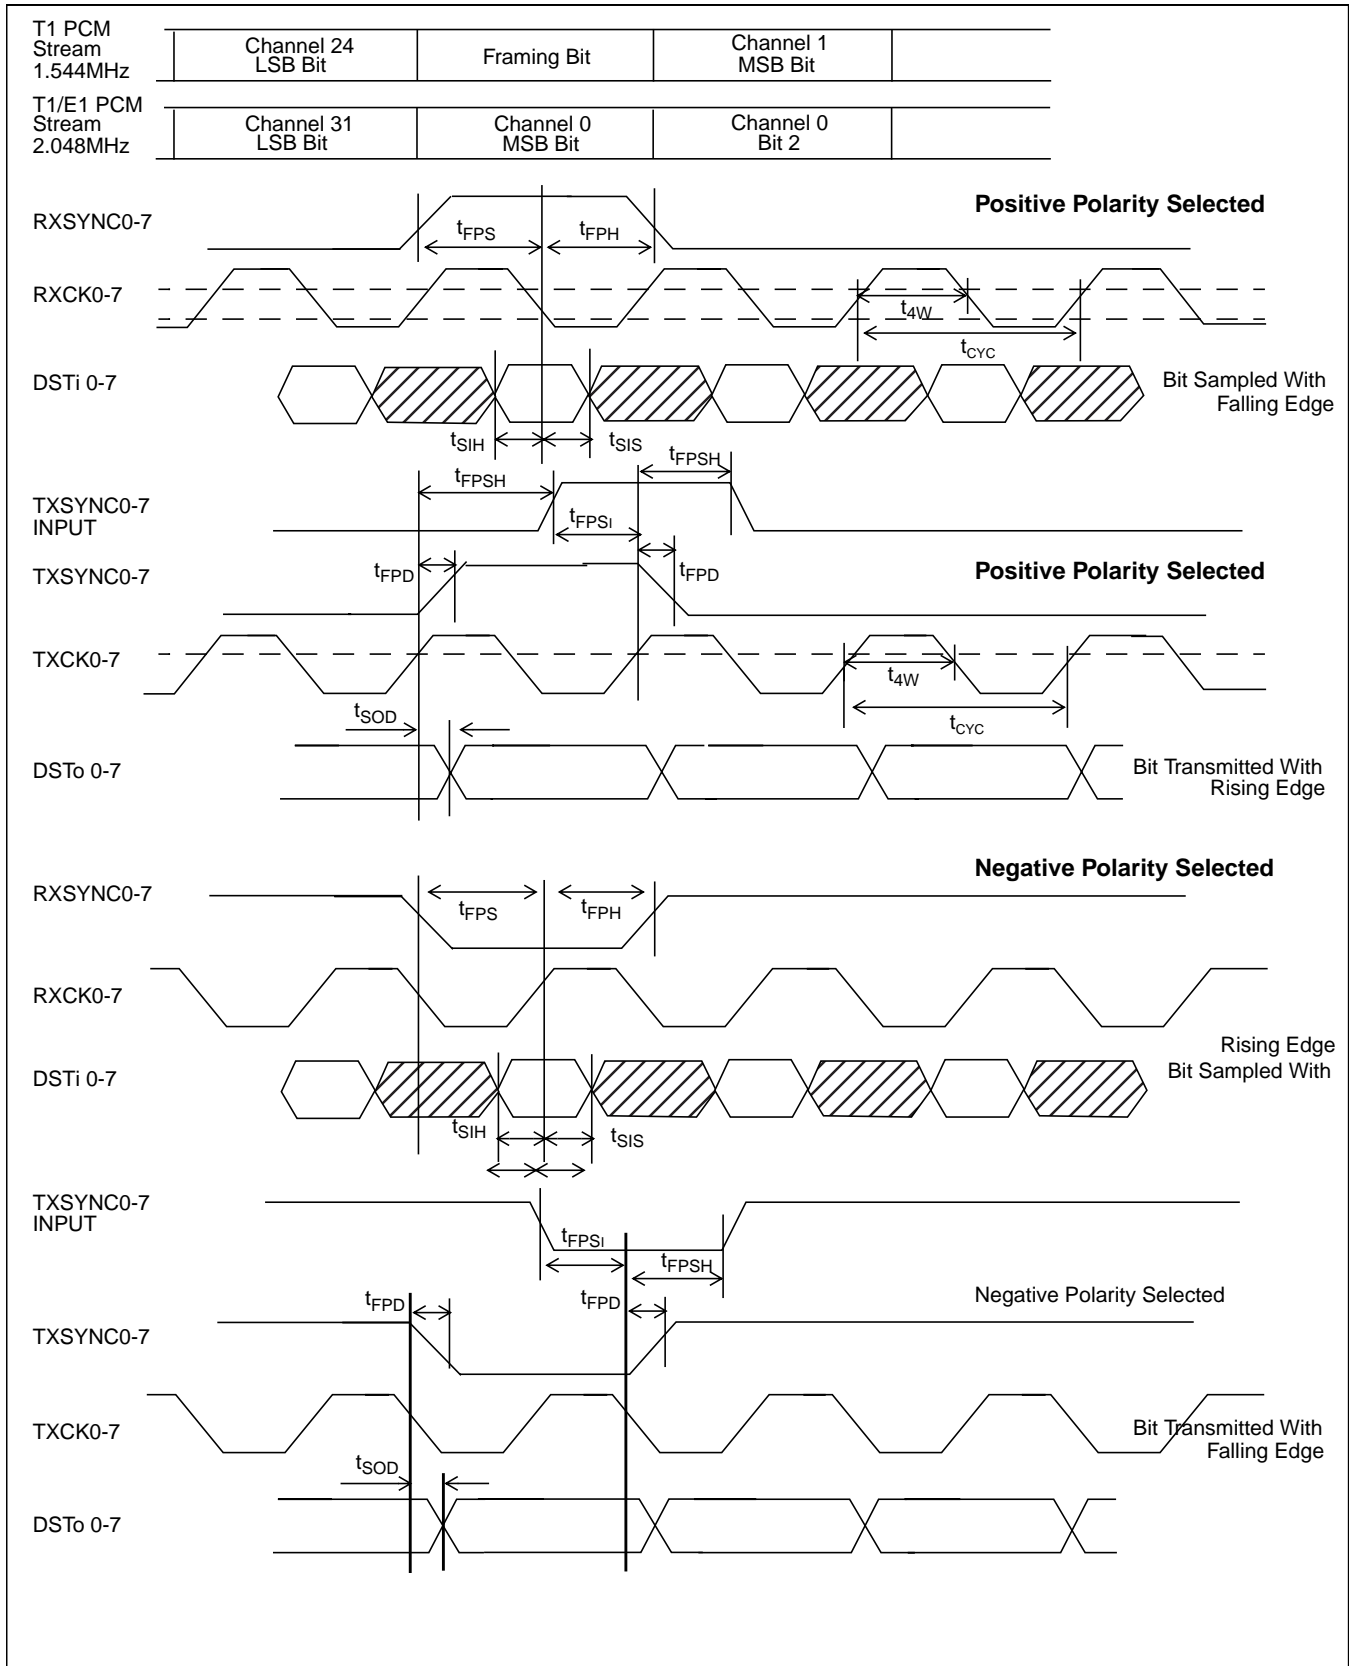 T1 PCM
Stream
1.544MHz
Channel 24
LSB Bit
Framing Bit
Channel 1
MSB Bit
T1/E1 PCM
Stream
2.048MHz
Channel 31
LSB Bit
Channel 0
MSB Bit
Channel 0
Bit 2
Positive Polarity Selected
RXSYNC0-7
tFPS
tFPH
RXCK0-7
t4W
tCYC
DSTi 0-7
Bit Sampled With
Falling Edge
tSIH
tSIS
tFPSH
tFPSH
TXSYNC0-7
INPUT
tFPSI
TXSYNC0-7
tFPD
tFPD
Positive Polarity Selected
TXCK0-7
t4W
tSOD
tCYC
DSTo 0-7
Bit Transmitted With
Rising Edge
Negative Polarity Selected
RXSYNC0-7
tFPS
tFPH
RXCK0-7
Rising Edge
Bit Sampled With
DSTi 0-7
tSIH
tSIS
TXSYNC0-7
INPUT
tFPSI
tFPSH
tFPD
tFPD
Negative Polarity Selected
TXSYNC0-7
TXCK0-7
Bit Transmitted With
Falling Edge
tSOD
DSTo 0-7